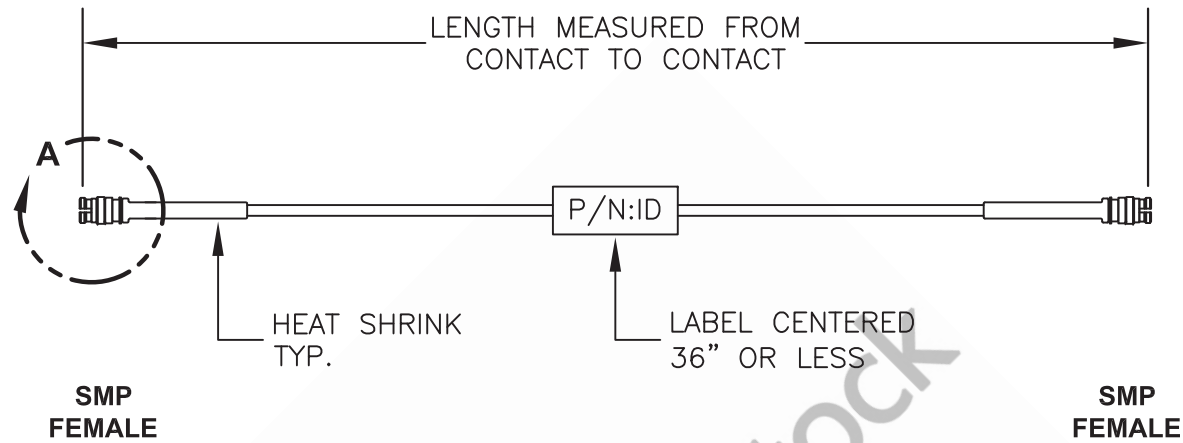 LENGTH MEASURED FROM
CONTACT TO CONTACT
A
P/N:ID
HEAT SHRINK
TYP.
LABEL CENTERED
36” OR LESS
SMP
FEMALE
SMP
FEMALE